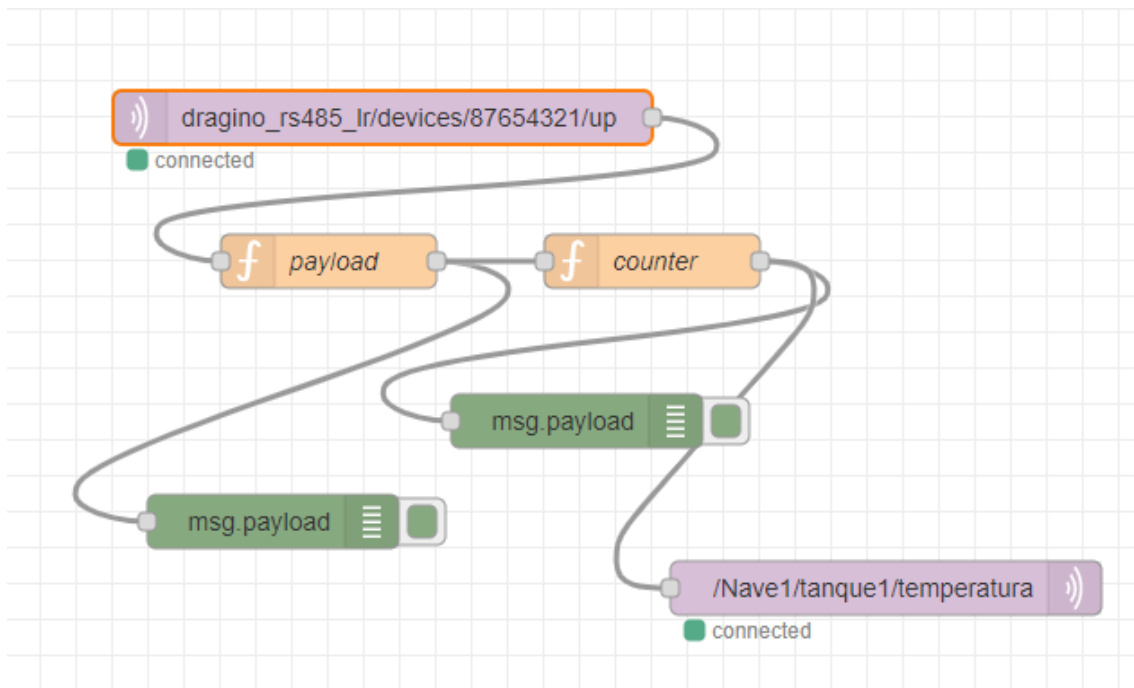 dragino_rs485_lr/devices/87654321/up
connected
payload
counter
msg.payload
msg.payload
/Nave1/tanque1/temperatura
connected